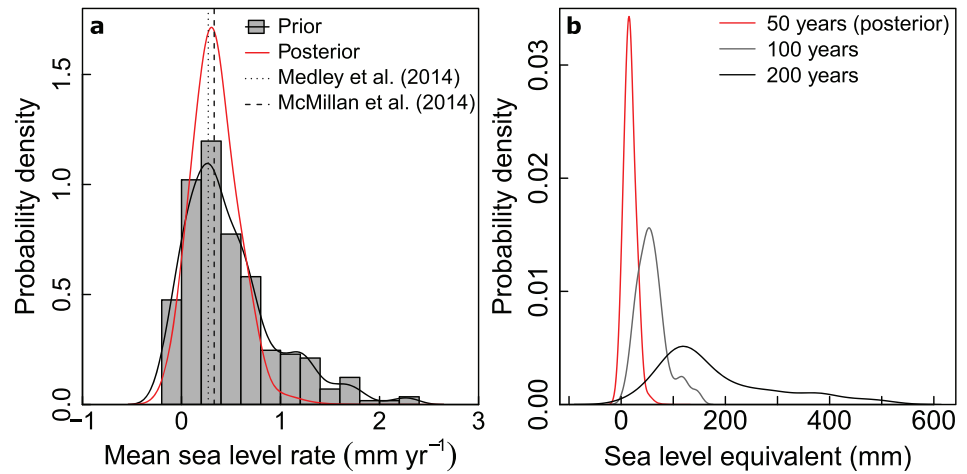 a
Prior
Posterior
Medley et al. (2014)
McMillan et al. (2014)
Probability density
0.0
0.5
1.0
1.5
−1
0
1
2
3
Mean sea level rate (mm yr⁻¹)
b
50 years (posterior)
100 years
200 years
Probability density
0.00
0.01
0.02
0.03
0
200
400
600
Sea level equivalent (mm)